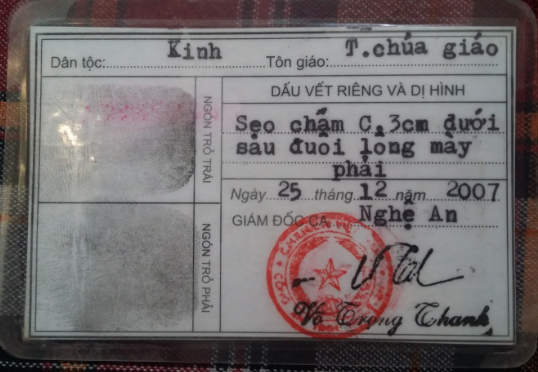 Dân tộc: Kinh Tôn giáo: T.chúa giáo
DẤU VẾT RIÊNG VÀ DỊ HÌNH
Sẹo chấm C.3cm dưới
sau đuôi lông mày
phải
Ngày 25 tháng 12 năm 2007
GIÁM ĐỐC CA Nghệ An
Võ Trọng Thanh
NGÓN TRỎ TRÁI
NGÓN TRỎ PHẢI